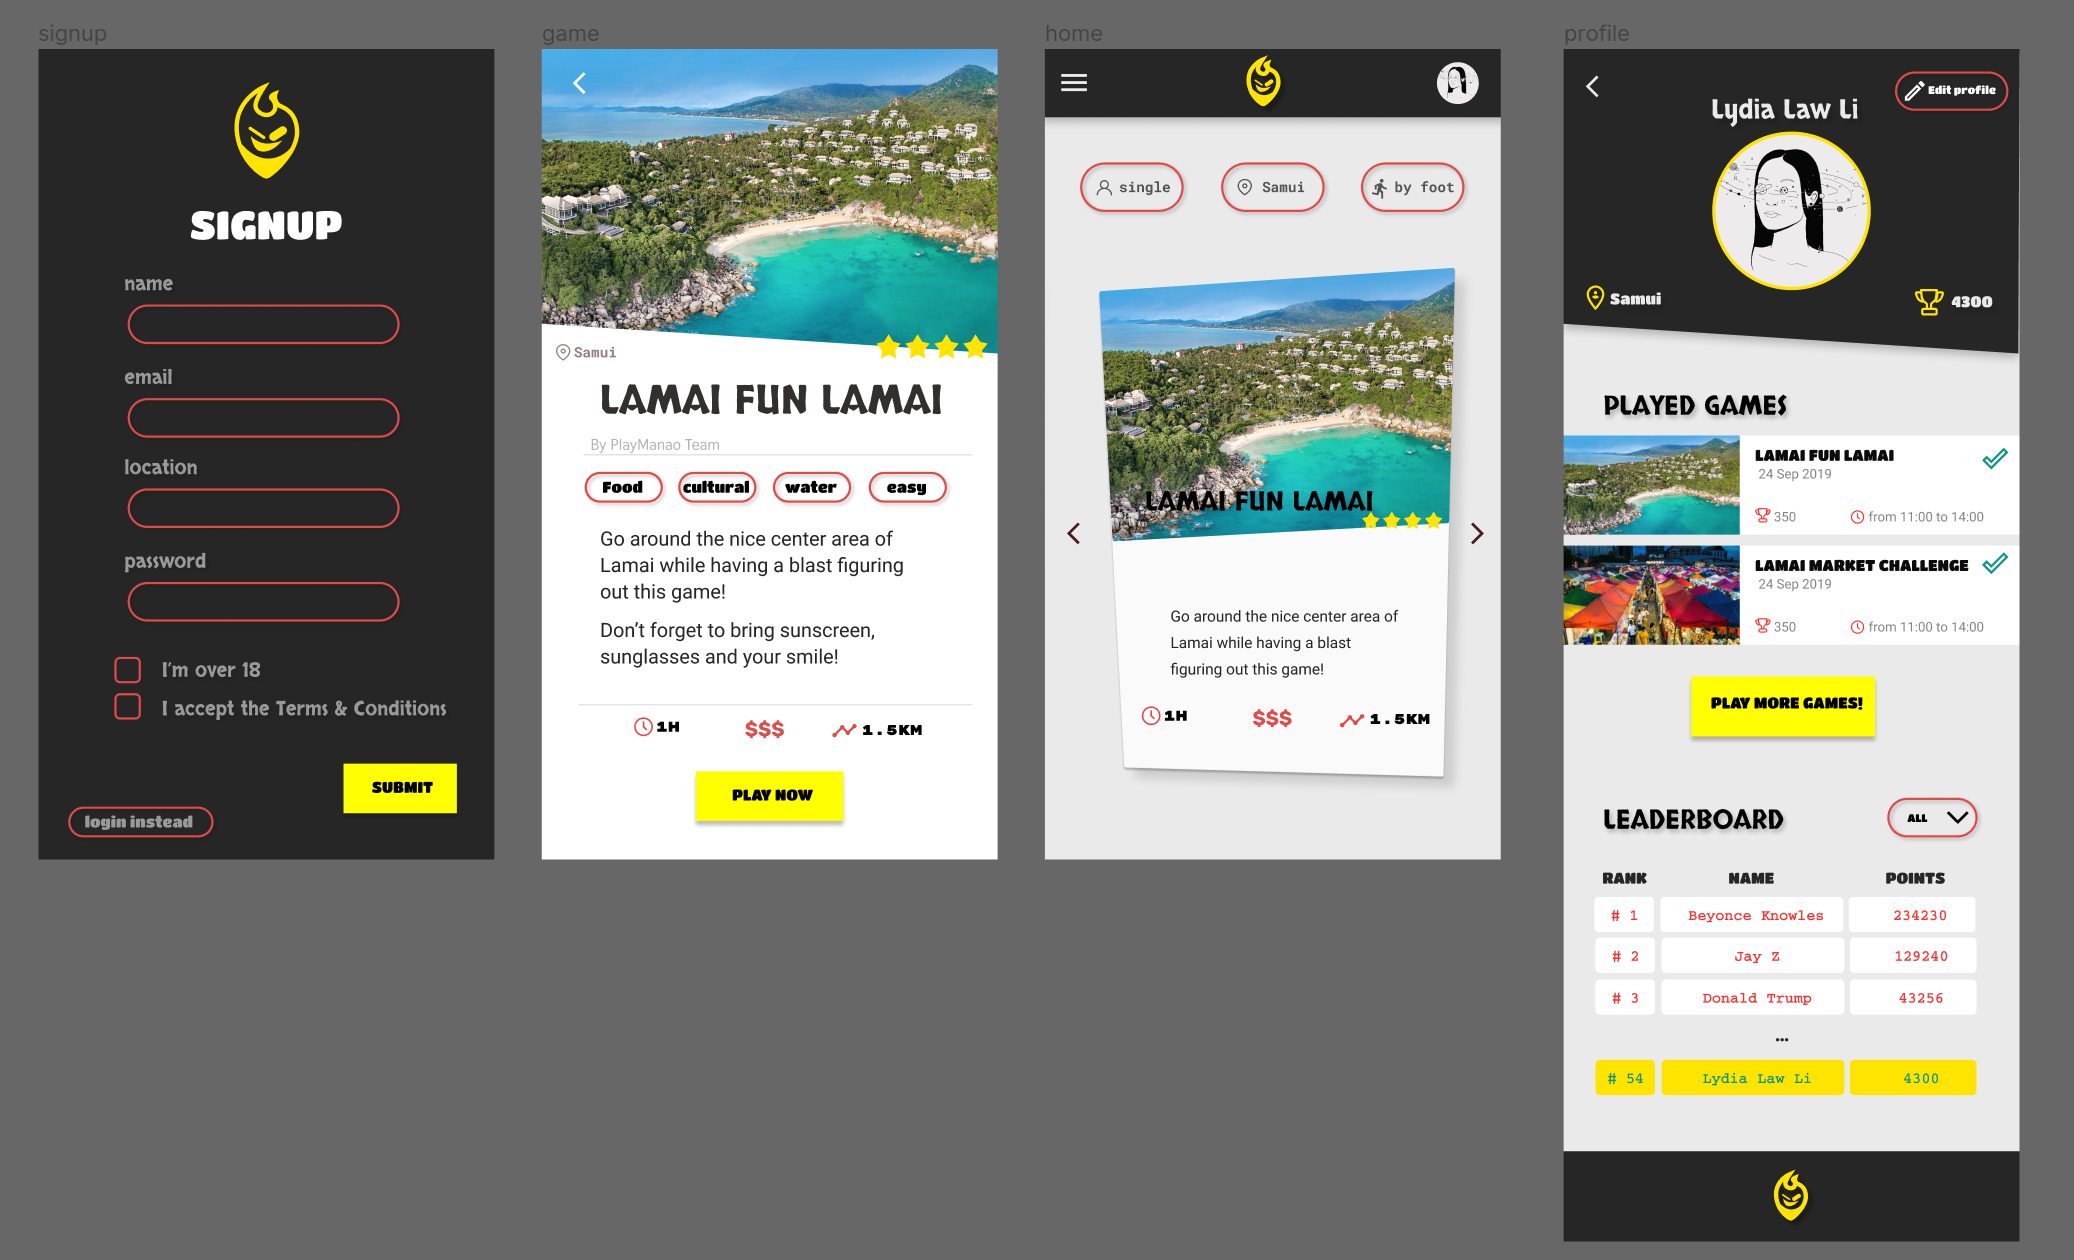 signup
SIGNUP
name
email
location
password
I'm over 18
I accept the Terms & Conditions
SUBMIT
login instead
game
Samui
LAMAI FUN LAMAI
By PlayManao Team
Food
cultural
water
easy
Go around the nice center area of
Lamai while having a blast figuring
out this game!
Don't forget to bring sunscreen,
sunglasses and your smile!
1H
$$$
1.5KM
PLAY NOW
home
single
Samui
by foot
LAMAI FUN LAMAI
Go around the nice center area of
Lamai while having a blast
figuring out this game!
1H
$$$
1.5KM
profile
Edit profile
Lydia Law Li
Samui
4300
PLAYED GAMES
LAMAI FUN LAMAI
24 Sep 2019
350
from 11:00 to 14:00
LAMAI MARKET CHALLENGE
24 Sep 2019
350
from 11:00 to 14:00
PLAY MORE GAMES!
LEADERBOARD
ALL
RANK NAME POINTS
# 1 Beyonce Knowles 234230
# 2 Jay Z 129240
# 3 Donald Trump 43256
...
# 54 Lydia Law Li 4300